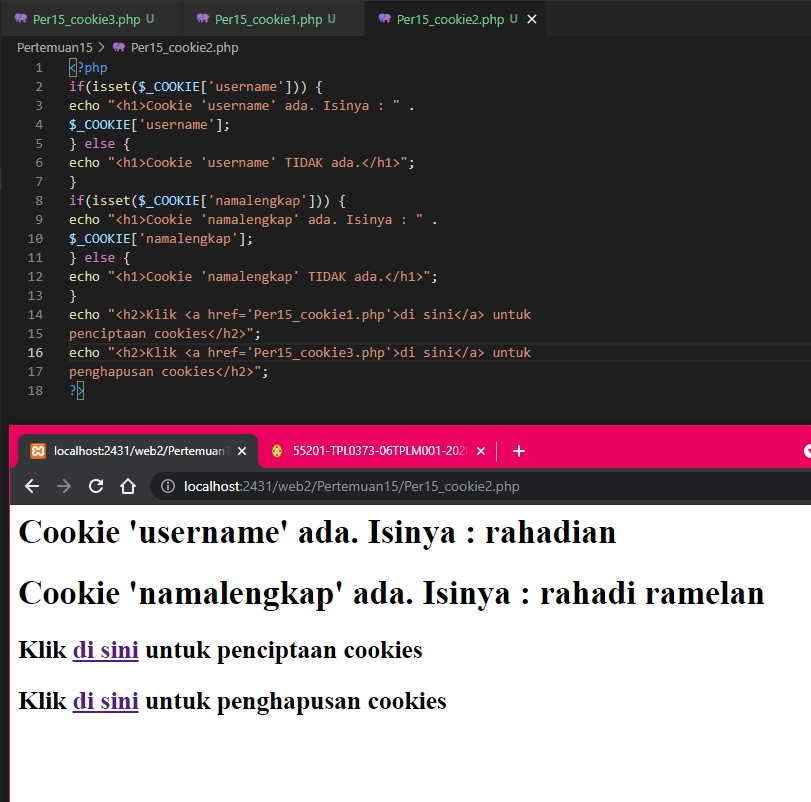 Per15_cookie3.php U Per15_cookie1.php U Per15_cookie2.php U
Pertemuan15 > Per15_cookie2.php
1 <?php
2 if(isset($_COOKIE['username'])) {
3 echo "<h1>Cookie 'username' ada. Isinya : " .
4 $_COOKIE['username'];
5 } else {
6 echo "<h1>Cookie 'username' TIDAK ada.</h1>";
7 }
8 if(isset($_COOKIE['namalengkap'])) {
9 echo "<h1>Cookie 'namalengkap' ada. Isinya : " .
10 $_COOKIE['namalengkap'];
11 } else {
12 echo "<h1>Cookie 'namalengkap' TIDAK ada.</h1>";
13 }
14 echo "<h2>Klik <a href='Per15_cookie1.php'>di sini</a> untuk
15 penciptaan cookies</h2>";
16 echo "<h2>Klik <a href='Per15_cookie3.php'>di sini</a> untuk
17 penghapusan cookies</h2>";
18 ?>
localhost:2431/web2/Pertemuan 55201-TPL0373-06TPLM001-202
localhost:2431/web2/Pertemuan15/Per15_cookie2.php
Cookie 'username' ada. Isinya : rahadian
Cookie 'namalengkap' ada. Isinya : rahadi ramelan
Klik di sini untuk penciptaan cookies
Klik di sini untuk penghapusan cookies